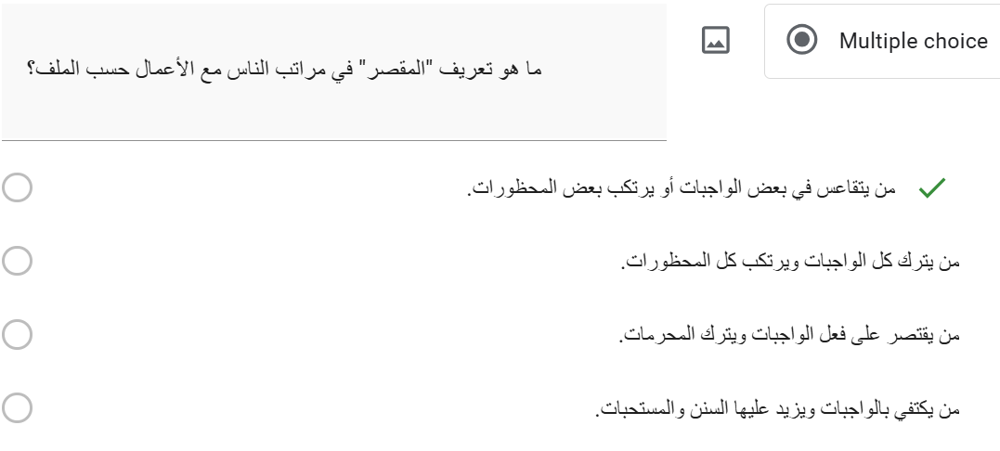 ما هو تعريف "المقصر" في مراتب الناس مع الأعمال حسب الملف؟
Multiple choice
من يتقاعس في بعض الواجبات أو يرتكب بعض المحظورات.
من يترك كل الواجبات ويرتكب كل المحظورات.
من يقتصر على فعل الواجبات ويترك المحرمات.
من يكتفي بالواجبات ويزيد عليها السنن والمستحبات.